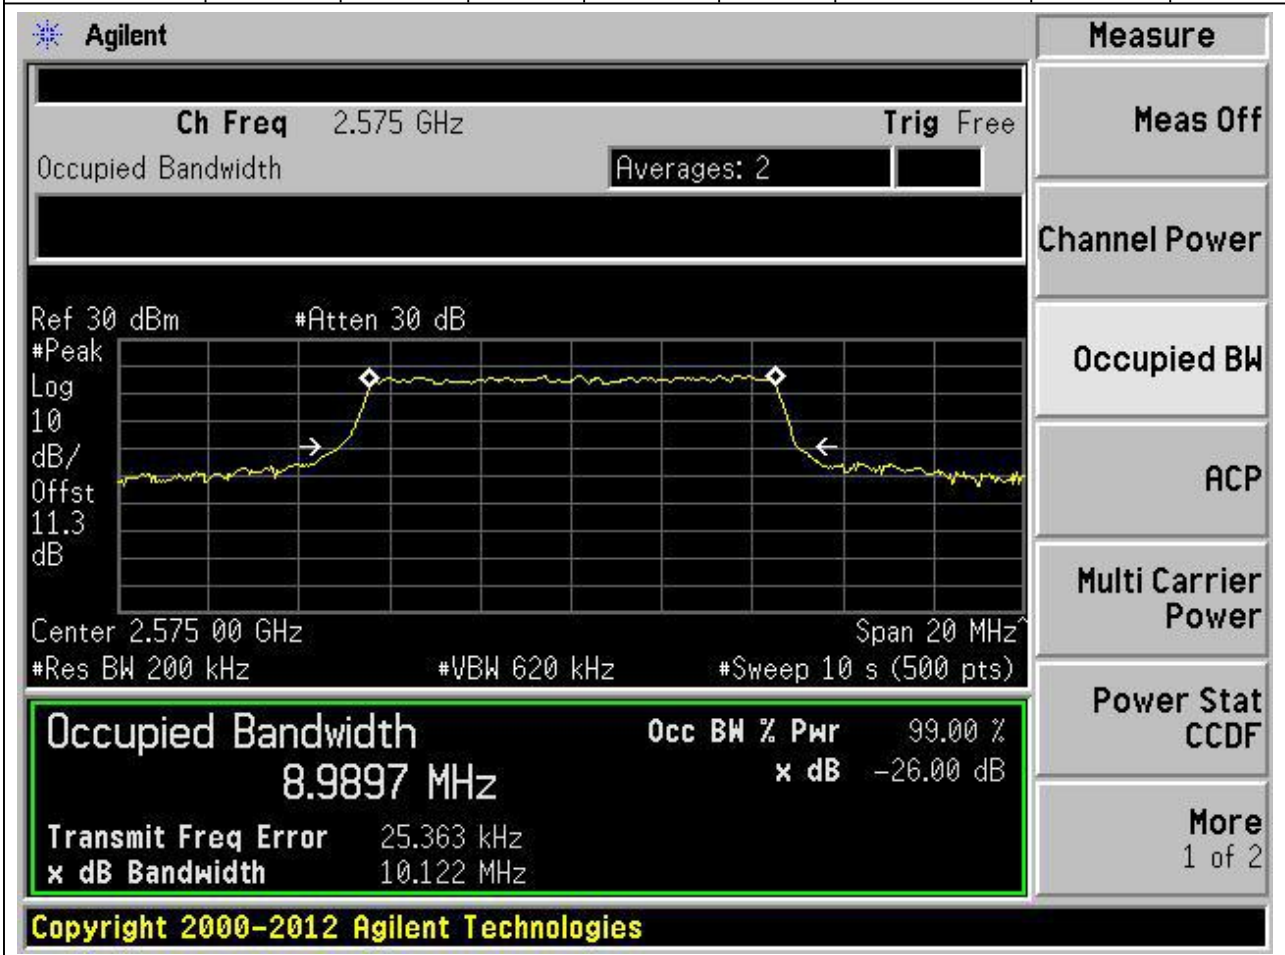 Agilent
Measure
Ch Freq 2.575 GHz Trig Free
Occupied Bandwidth Averages: 2
Ref 30 dBm #Atten 30 dB
#Peak
Log
10
dB/
Offst
11.3
dB
Center 2.575 00 GHz Span 20 MHz^
#Res BW 200 kHz #VBW 620 kHz #Sweep 10 s (500 pts)
Occupied Bandwidth Occ BW % Pwr 99.00 %
8.9897 MHz x dB -26.00 dB
Transmit Freq Error 25.363 kHz
x dB Bandwidth 10.122 MHz
Copyright 2000-2012 Agilent Technologies
Meas Off
Channel Power
Occupied BW
ACP
Multi Carrier
Power
Power Stat
CCDF
More
1 of 2